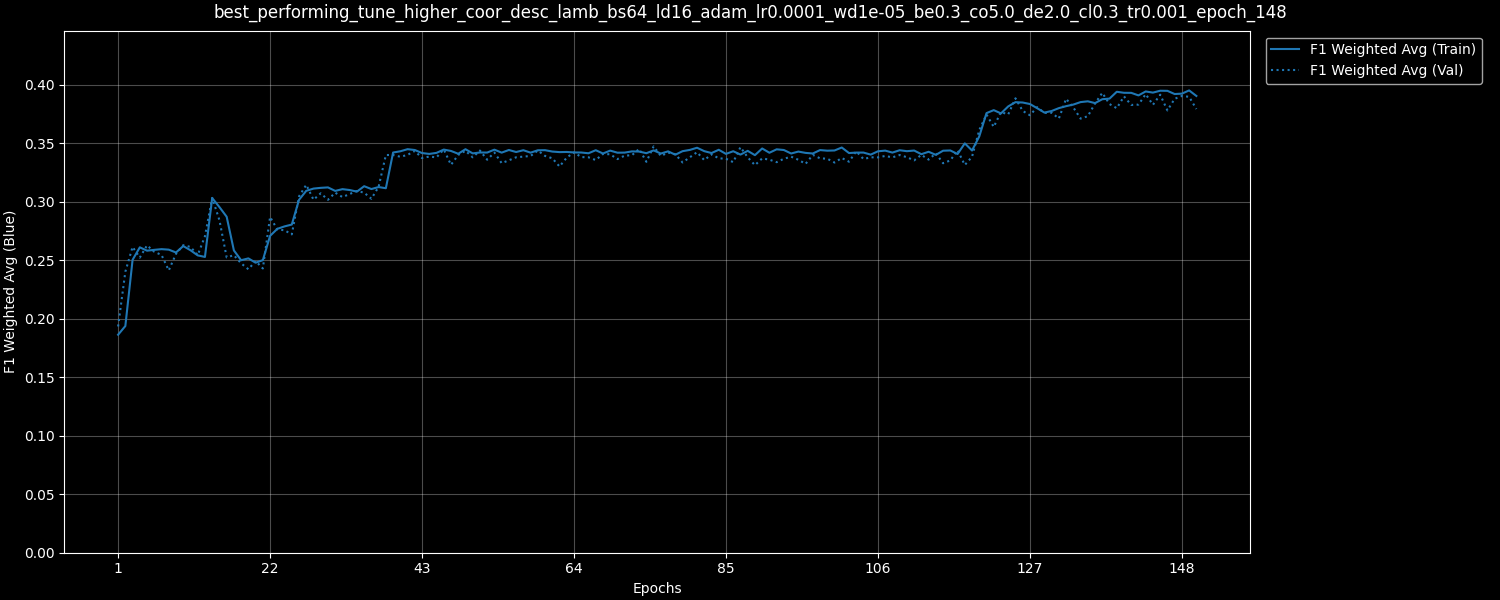 best_performing_tune_higher_coor_desc_lamb_bs64_ld16_adam_lr0.0001_wd1e-05_be0.3_co5.0_de2.0_cl0.3_tr0.001_epoch_148
F1 Weighted Avg (Train)
F1 Weighted Avg (Val)
F1 Weighted Avg (Blue)
0.40
0.35
0.30
0.25
0.20
0.15
0.10
0.05
0.00
1 22 43 64 85 106 127 148
Epochs